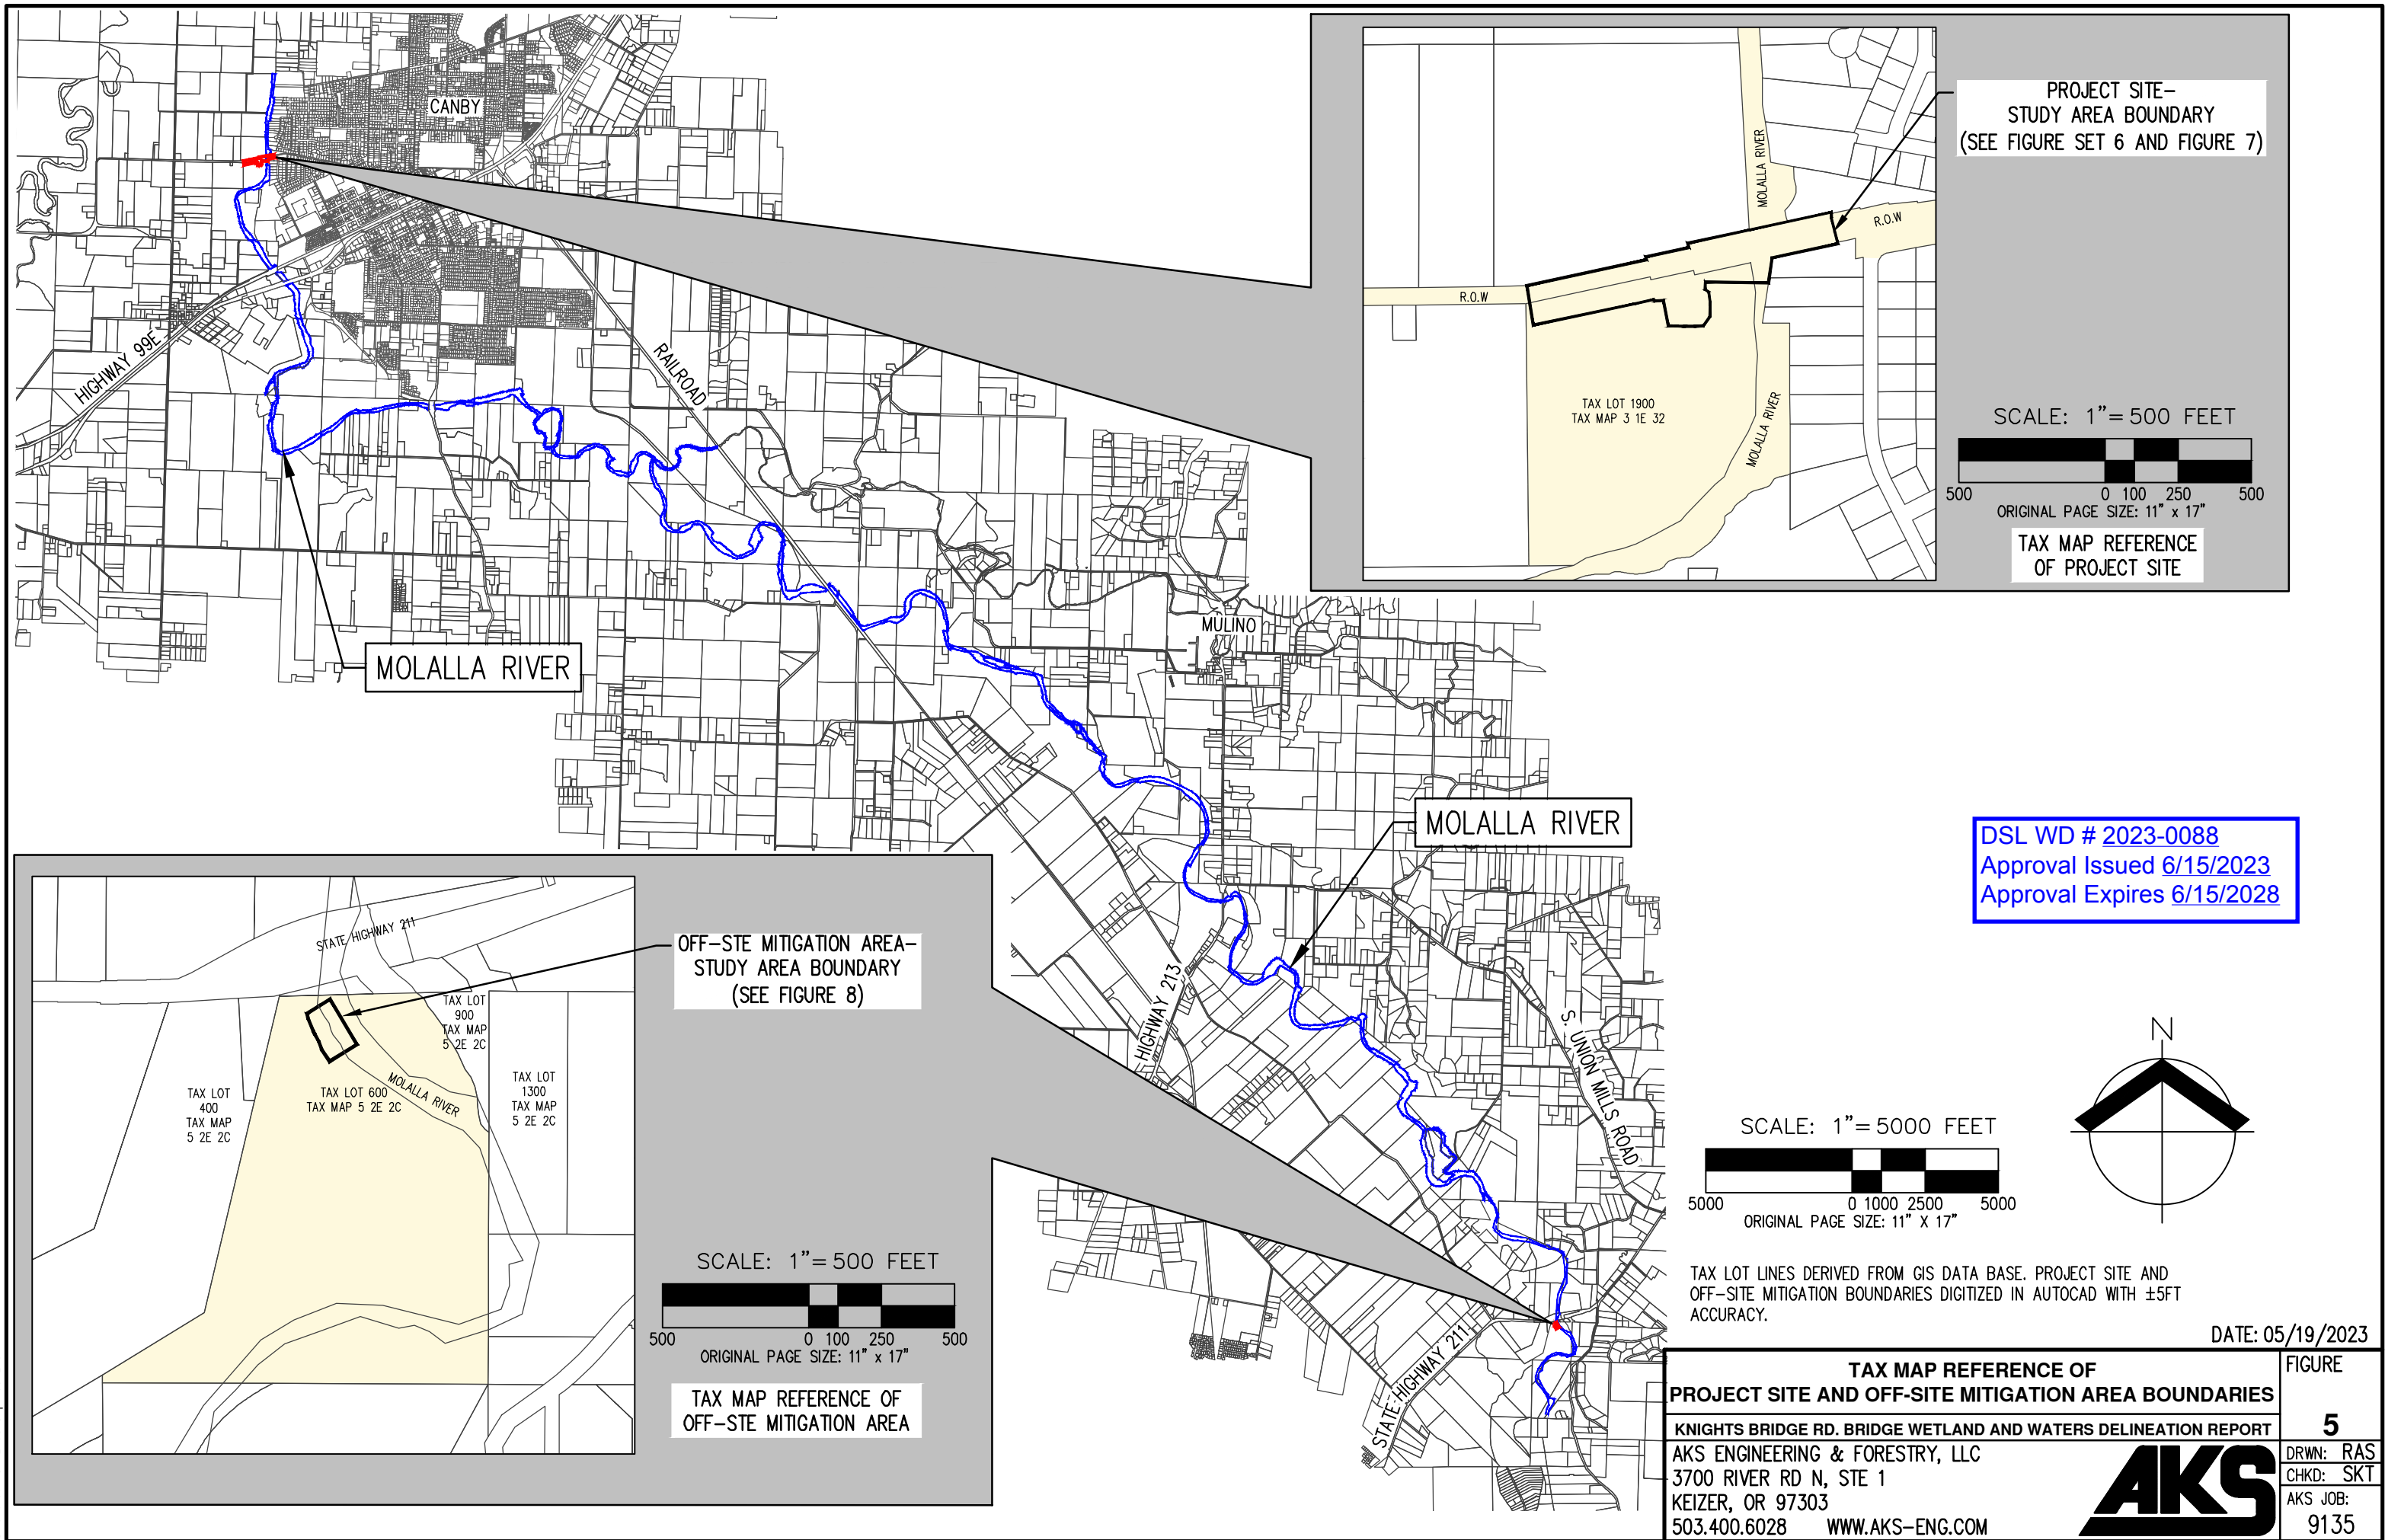 CANBY
HIGHWAY 99E
RAILROAD
MOLALLA RIVER
MULINO
MOLALLA RIVER
HIGHWAY 213
S. UNION MILLS ROAD
STATE HIGHWAY 211
PROJECT SITE-
STUDY AREA BOUNDARY
(SEE FIGURE SET 6 AND FIGURE 7)
MOLALLA RIVER
R.O.W
R.O.W
TAX LOT 1900
TAX MAP 3 1E 32
MOLALLA RIVER
SCALE: 1"= 500 FEET
500 0 100 250 500
ORIGINAL PAGE SIZE: 11" x 17"
TAX MAP REFERENCE
OF PROJECT SITE
DSL WD # 2023-0088
Approval Issued 6/15/2023
Approval Expires 6/15/2028
OFF-STE MITIGATION AREA-
STUDY AREA BOUNDARY
(SEE FIGURE 8)
STATE HIGHWAY 211
TAX LOT
900
TAX MAP
5 2E 2C
MOLALLA RIVER
TAX LOT
400
TAX MAP
5 2E 2C
TAX LOT 600
TAX MAP 5 2E 2C
TAX LOT
1300
TAX MAP
5 2E 2C
SCALE: 1"= 500 FEET
500 0 100 250 500
ORIGINAL PAGE SIZE: 11" x 17"
TAX MAP REFERENCE OF
OFF-STE MITIGATION AREA
N
SCALE: 1"= 5000 FEET
5000 0 1000 2500 5000
ORIGINAL PAGE SIZE: 11" X 17"
TAX LOT LINES DERIVED FROM GIS DATA BASE. PROJECT SITE AND
OFF-SITE MITIGATION BOUNDARIES DIGITIZED IN AUTOCAD WITH ±5FT
ACCURACY.
DATE: 05/19/2023
TAX MAP REFERENCE OF
PROJECT SITE AND OFF-SITE MITIGATION AREA BOUNDARIES
KNIGHTS BRIDGE RD. BRIDGE WETLAND AND WATERS DELINEATION REPORT
AKS ENGINEERING & FORESTRY, LLC
3700 RIVER RD N, STE 1
KEIZER, OR 97303
503.400.6028 WWW.AKS-ENG.COM
AKS
FIGURE
5
DRWN: RAS
CHKD: SKT
AKS JOB:
9135